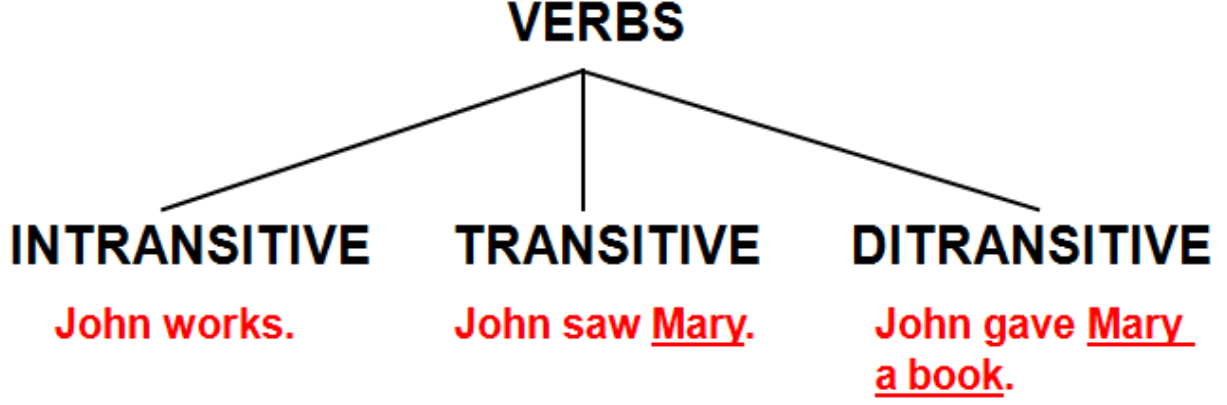 VERBS
INTRANSITIVE
TRANSITIVE
DITRANSITIVE
John works.
John saw Mary.
John gave Mary
a book.